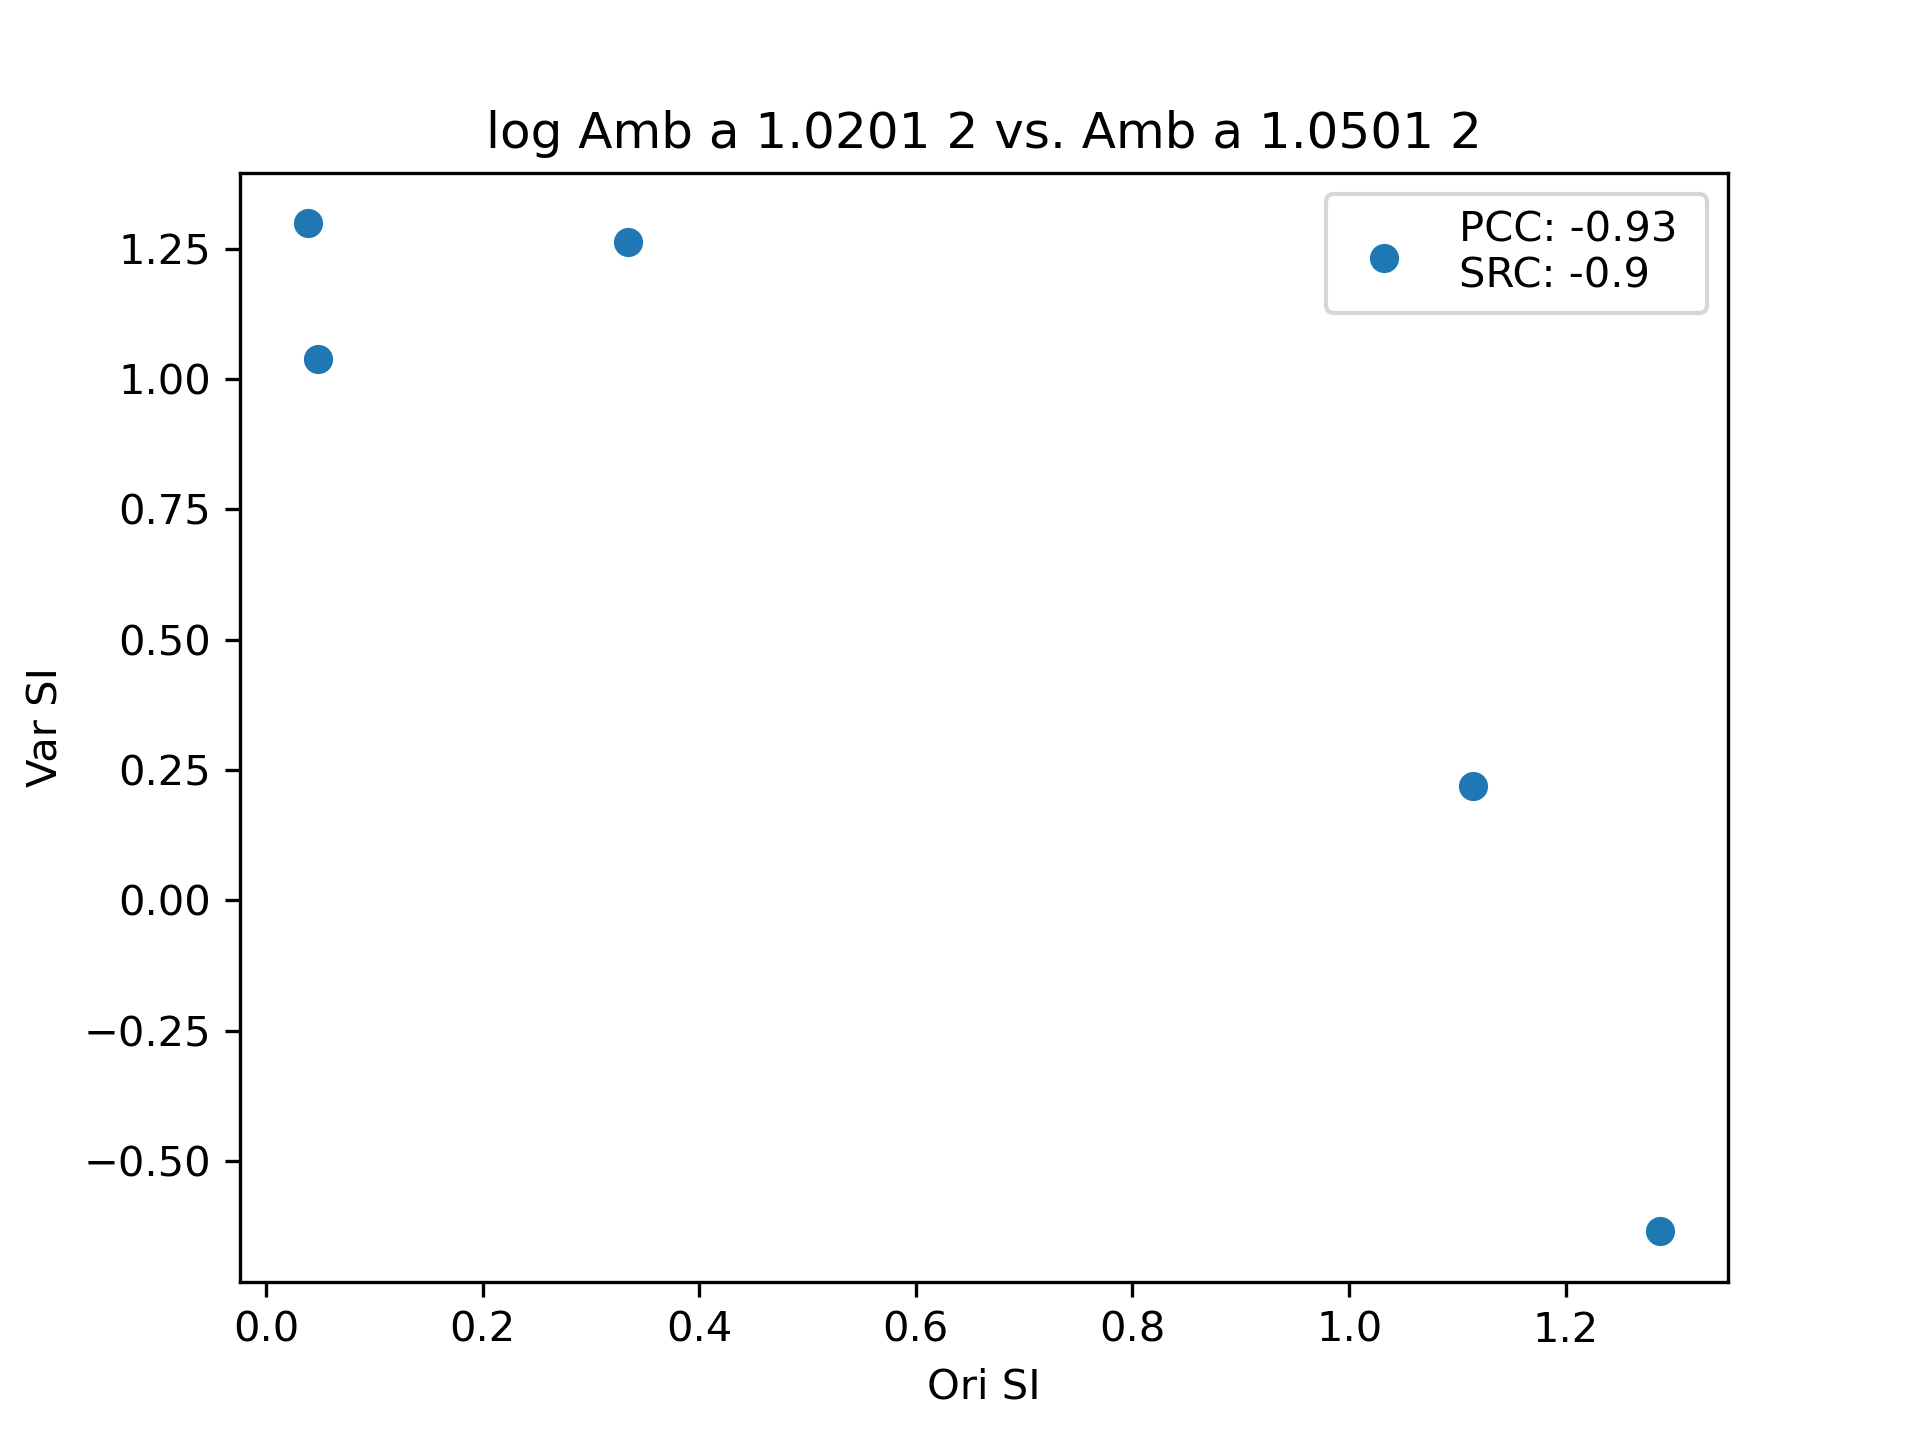 log Amb a 1.0201 2 vs. Amb a 1.0501 2
PCC: -0.93
SRC: -0.9
1.25
1.00
0.75
0.50
0.25
0.00
−0.25
−0.50
Var SI
0.0 0.2 0.4 0.6 0.8 1.0 1.2
Ori SI